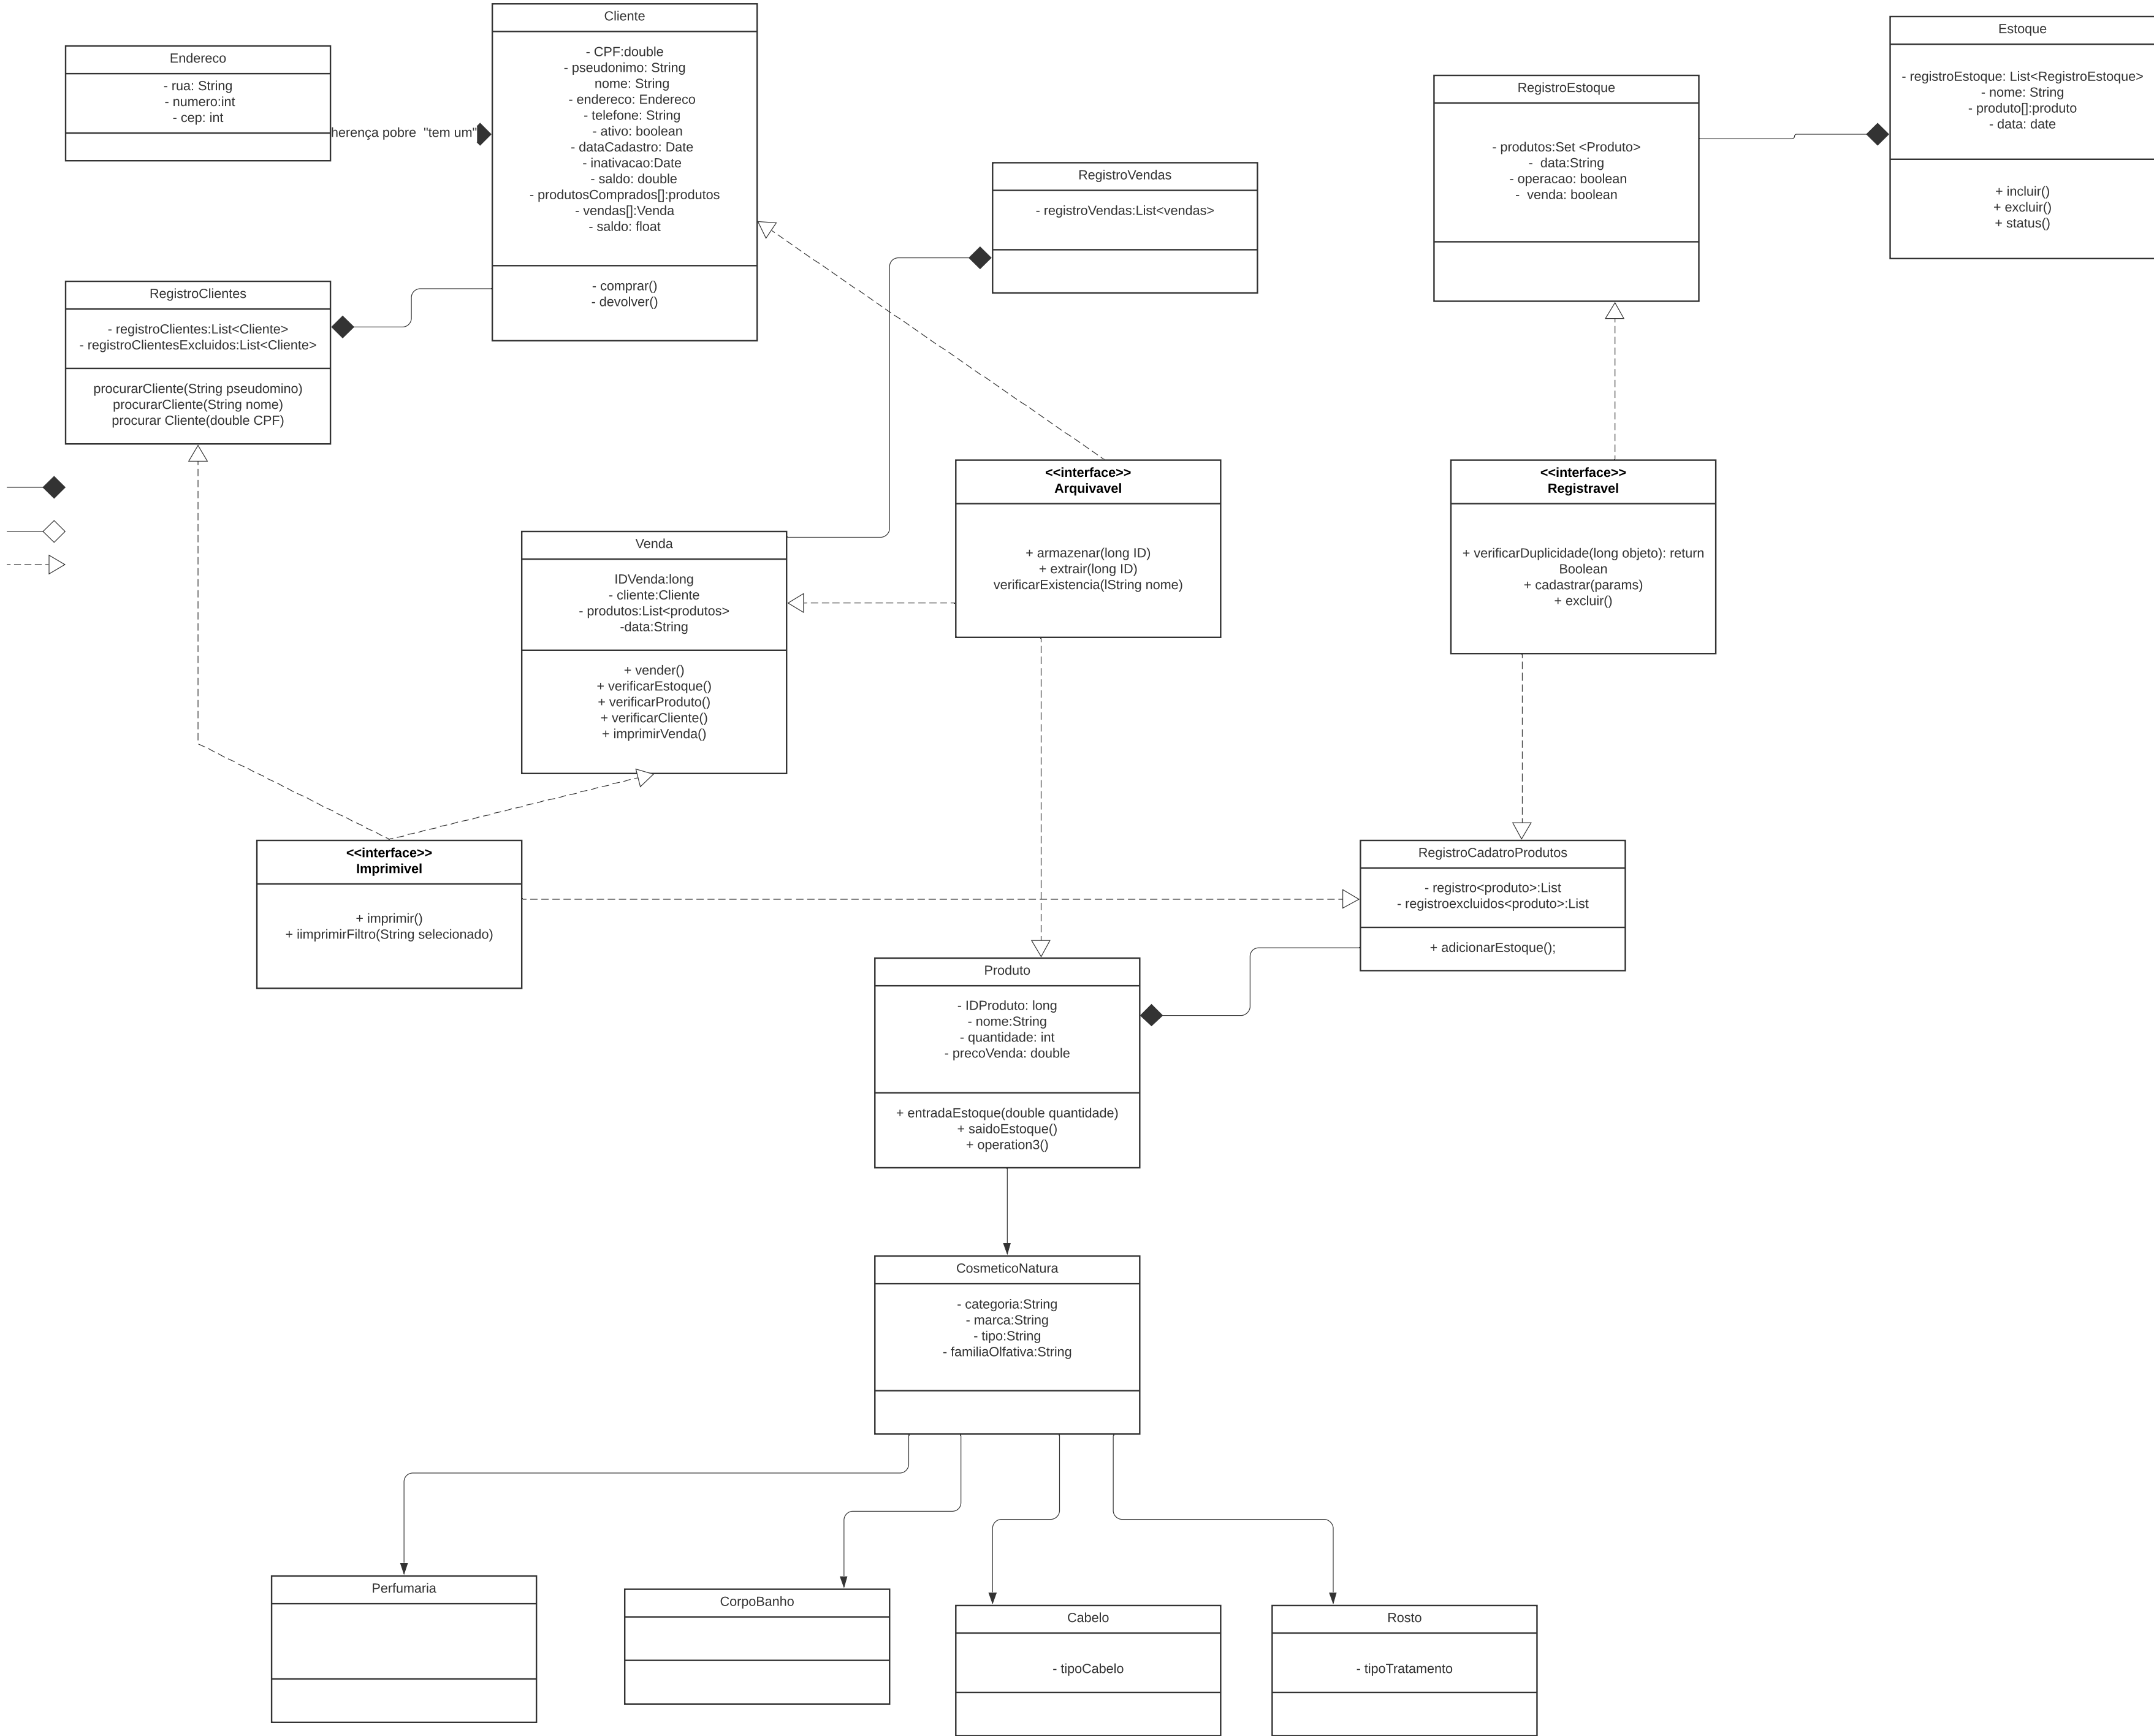 Cliente
- CPF:double
- pseudonimo: String
nome: String
- endereco: Endereco
- telefone: String
- ativo: boolean
- dataCadastro: Date
- inativacao:Date
- saldo: double
- produtosComprados[]:produtos
- vendas[]:Venda
- saldo: float
- comprar()
- devolver()
Endereco
- rua: String
- numero:int
- cep: int
herença pobre "tem um"
Estoque
- registroEstoque: List<RegistroEstoque>
- nome: String
- produto[]:produto
- data: date
+ incluir()
+ excluir()
+ status()
RegistroEstoque
- produtos:Set <Produto>
- data:String
- operacao: boolean
- venda: boolean
RegistroVendas
- registroVendas:List<vendas>
RegistroClientes
- registroClientes:List<Cliente>
- registroClientesExcluidos:List<Cliente>
procurarCliente(String pseudomino)
procurarCliente(String nome)
procurar Cliente(double CPF)
<<interface>>
Arquivavel
+ armazenar(long ID)
+ extrair(long ID)
verificarExistencia(lString nome)
<<interface>>
Registravel
+ verificarDuplicidade(long objeto): return
Boolean
+ cadastrar(params)
+ excluir()
Venda
IDVenda:long
- cliente:Cliente
- produtos:List<produtos>
-data:String
+ vender()
+ verificarEstoque()
+ verificarProduto()
+ verificarCliente()
+ imprimirVenda()
<<interface>>
Imprimivel
+ imprimir()
+ iimprimirFiltro(String selecionado)
RegistroCadatroProdutos
- registro<produto>:List
- registroexcluidos<produto>:List
+ adicionarEstoque();
Produto
- IDProduto: long
- nome:String
- quantidade: int
- precoVenda: double
+ entradaEstoque(double quantidade)
+ saidoEstoque()
+ operation3()
CosmeticoNatura
- categoria:String
- marca:String
- tipo:String
- familiaOlfativa:String
Perfumaria
CorpoBanho
Cabelo
- tipoCabelo
Rosto
- tipoTratamento